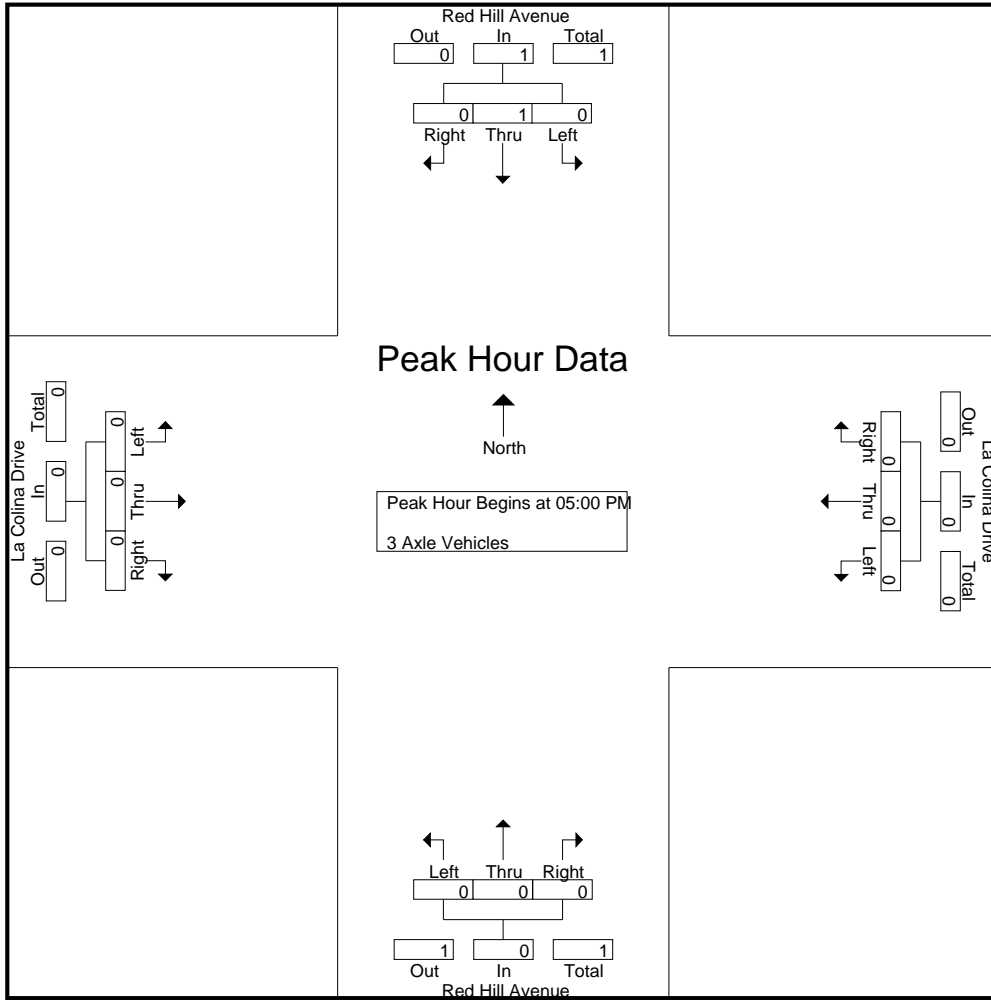 Red Hill Avenue
Out In Total
0 1 1
0 1 0
Right Thru Left
Peak Hour Data
North
Peak Hour Begins at 05:00 PM
3 Axle Vehicles
La Colina Drive
Total In Out
0 0 0
0 0 0
Left Thru Right
La Colina Drive
Out In Total
0 0 0
0 0 0
Right Thru Left
Left Thru Right
0 0 0
1 0 1
Out In Total
Red Hill Avenue